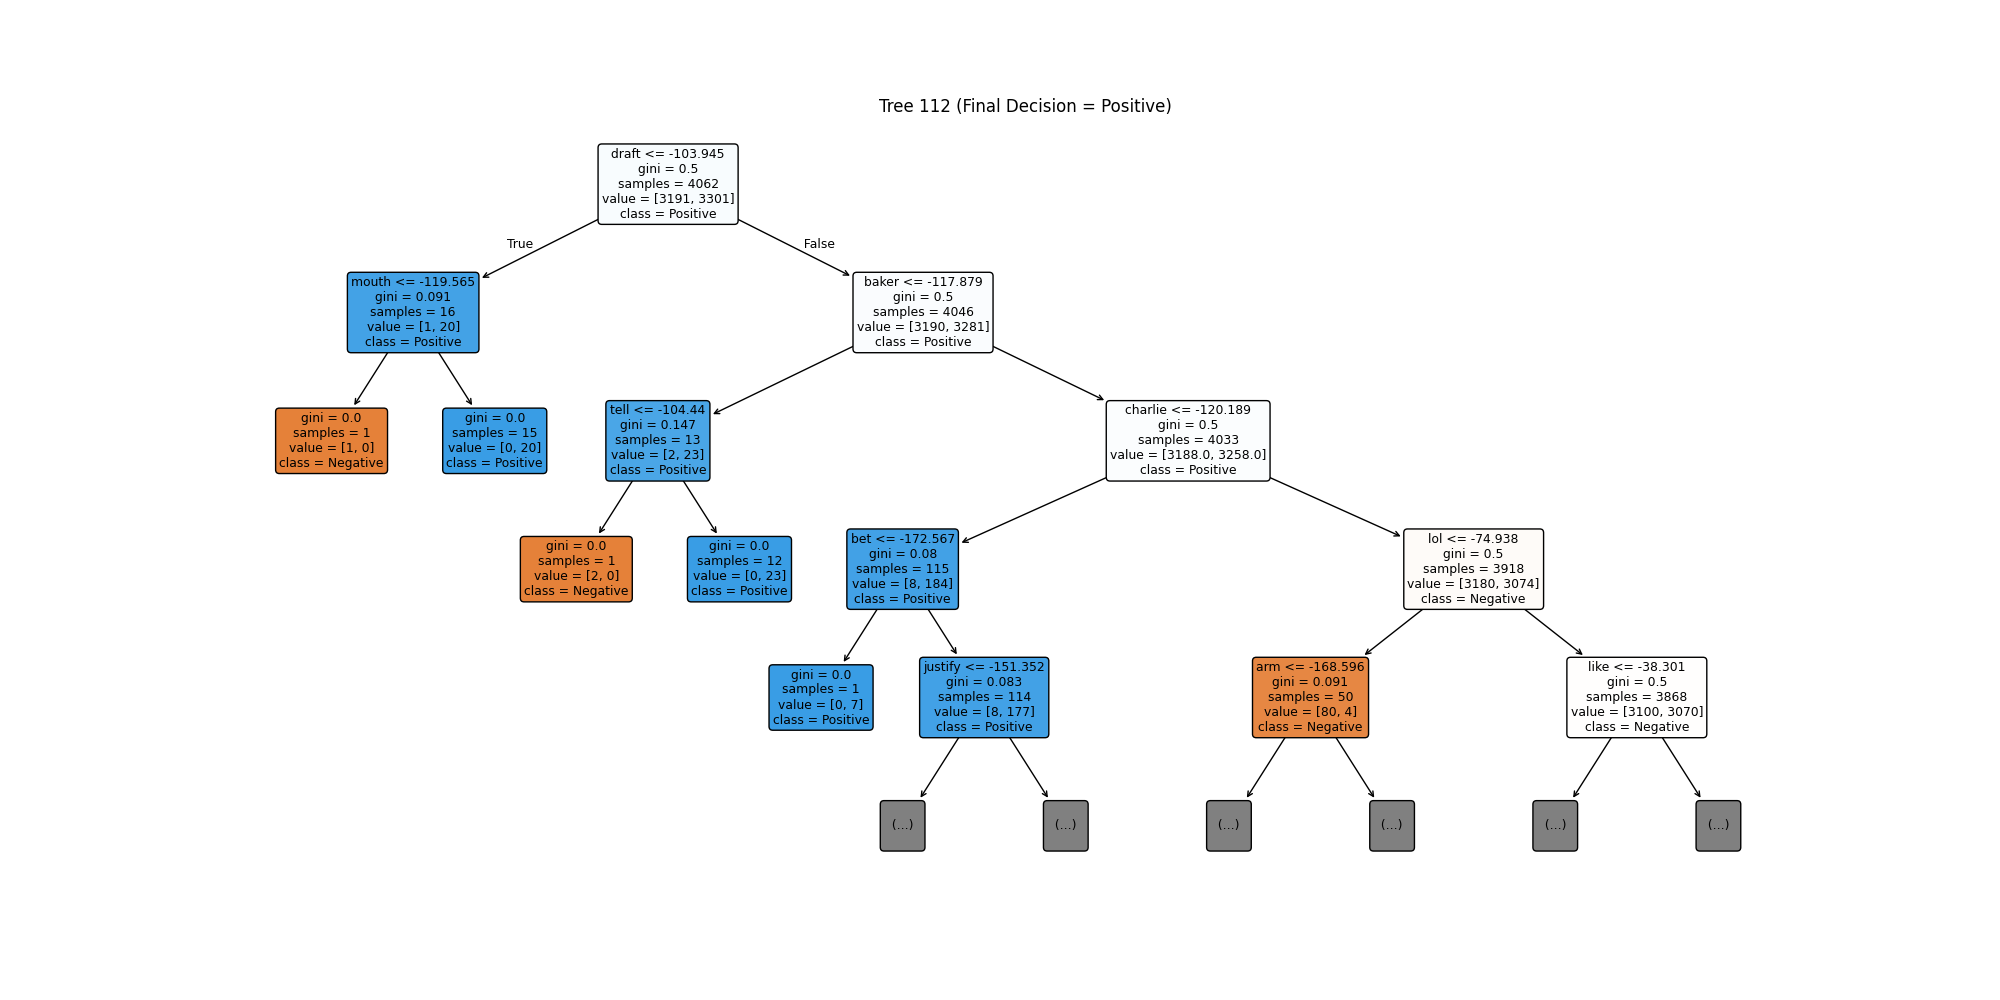 Tree 112 (Final Decision = Positive)
draft <= -103.945
gini = 0.5
samples = 4062
value = [3191, 3301]
class = Positive
True
False
mouth <= -119.565
gini = 0.091
samples = 16
value = [1, 20]
class = Positive
baker <= -117.879
gini = 0.5
samples = 4046
value = [3190, 3281]
class = Positive
gini = 0.0
samples = 1
value = [1, 0]
class = Negative
gini = 0.0
samples = 15
value = [0, 20]
class = Positive
tell <= -104.44
gini = 0.147
samples = 13
value = [2, 23]
class = Positive
charlie <= -120.189
gini = 0.5
samples = 4033
value = [3188.0, 3258.0]
class = Positive
gini = 0.0
samples = 1
value = [2, 0]
class = Negative
gini = 0.0
samples = 12
value = [0, 23]
class = Positive
bet <= -172.567
gini = 0.08
samples = 115
value = [8, 184]
class = Positive
lol <= -74.938
gini = 0.5
samples = 3918
value = [3180, 3074]
class = Negative
gini = 0.0
samples = 1
value = [0, 7]
class = Positive
justify <= -151.352
gini = 0.083
samples = 114
value = [8, 177]
class = Positive
arm <= -168.596
gini = 0.091
samples = 50
value = [80, 4]
class = Negative
like <= -38.301
gini = 0.5
samples = 3868
value = [3100, 3070]
class = Negative
(...)
(...)
(...)
(...)
(...)
(...)